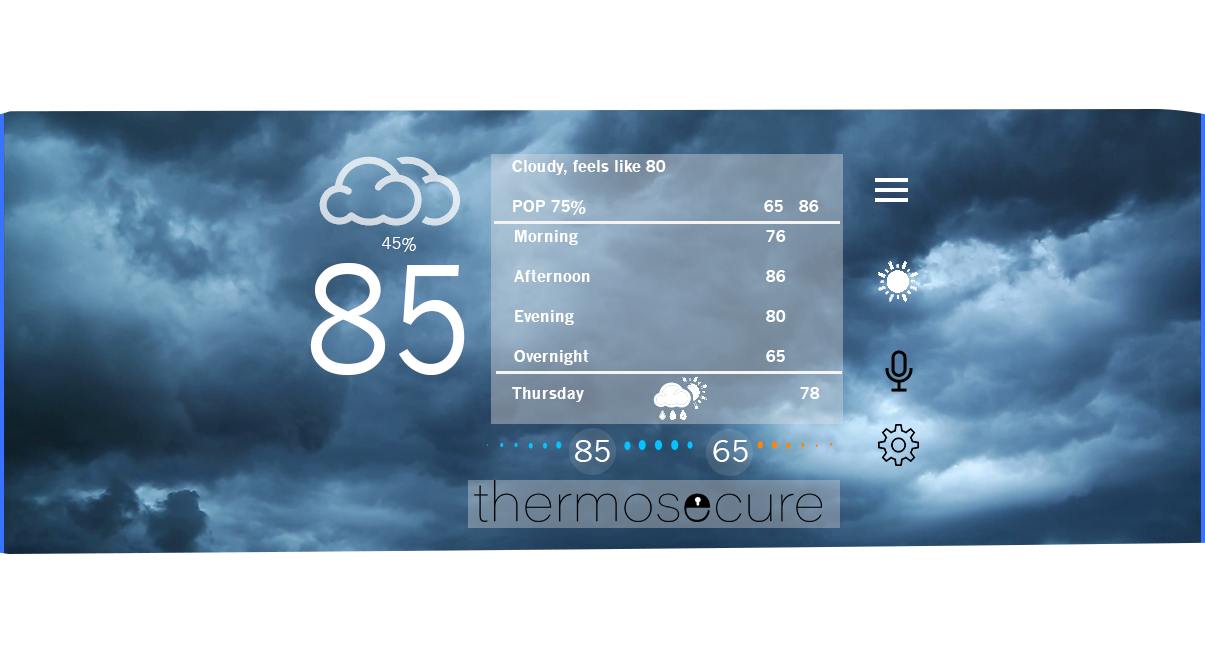 45%
85
Cloudy, feels like 80
POP 75% 65 86
Morning 76
Afternoon 86
Evening 80
Overnight 65
Thursday 78
85 65
thermosecure